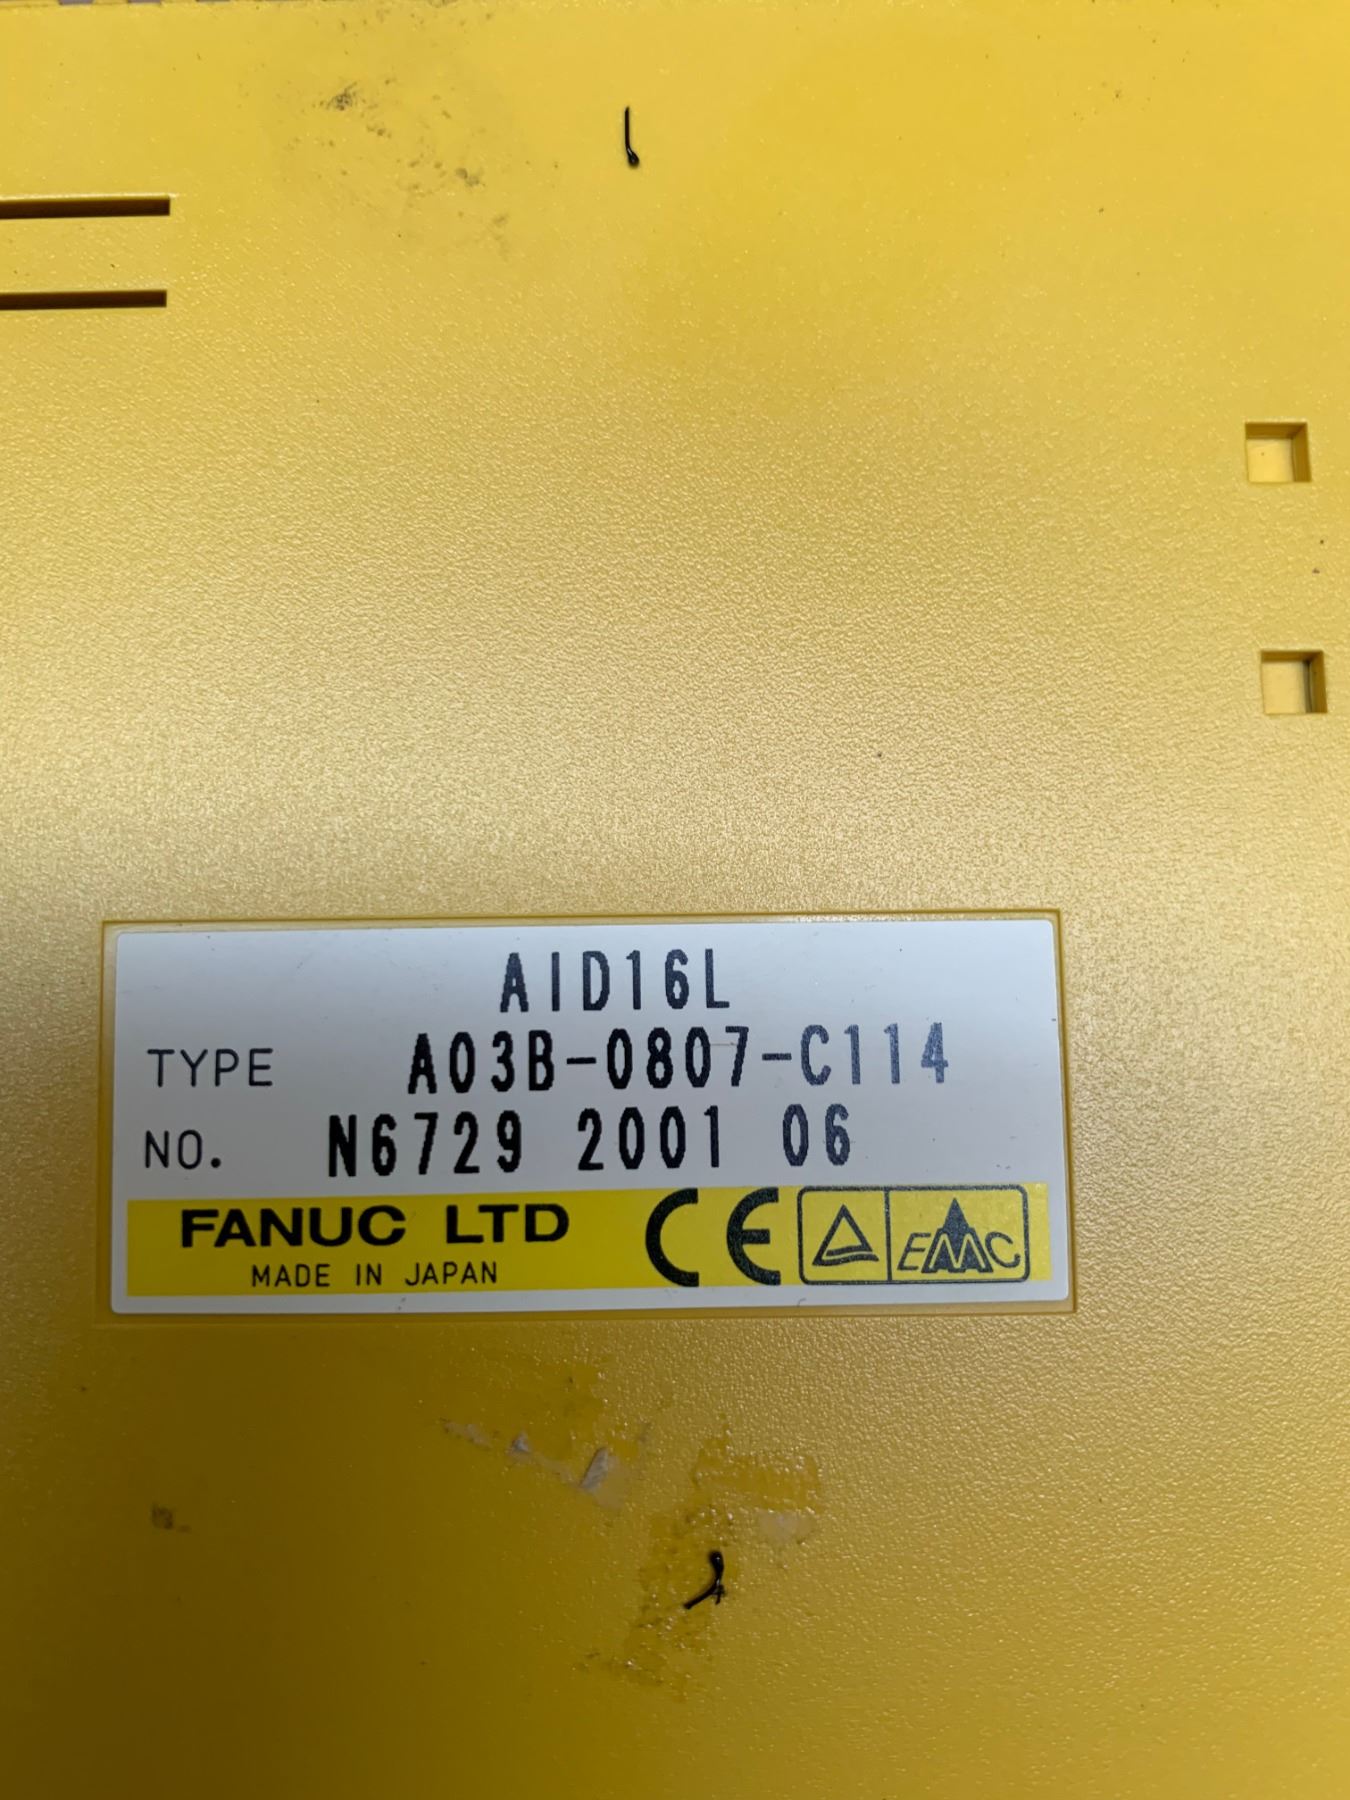 AID16L
TYPE A03B-0807-C114
NO. N6729 2001 06
FANUC LTD CE EMC
MADE IN JAPAN